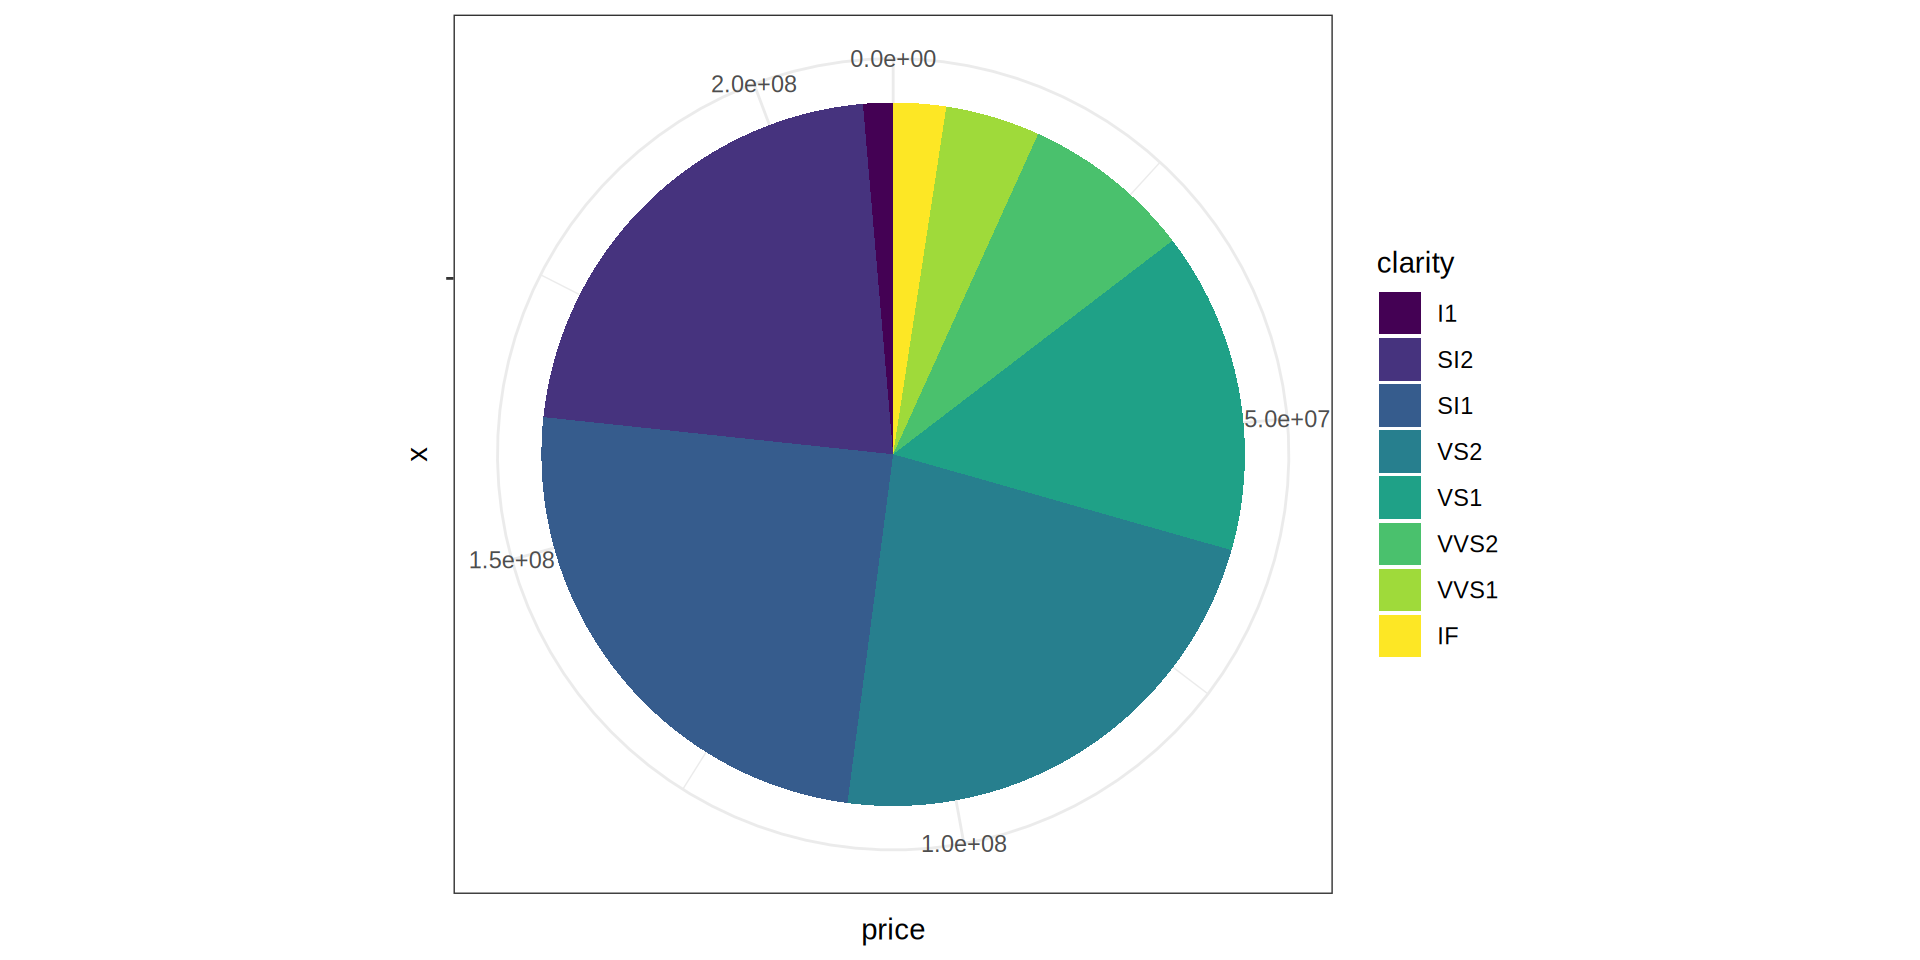 0.0e+00
2.0e+08
5.0e+07
1.5e+08
1.0e+08
x
price
clarity
I1
SI2
SI1
VS2
VS1
VVS2
VVS1
IF